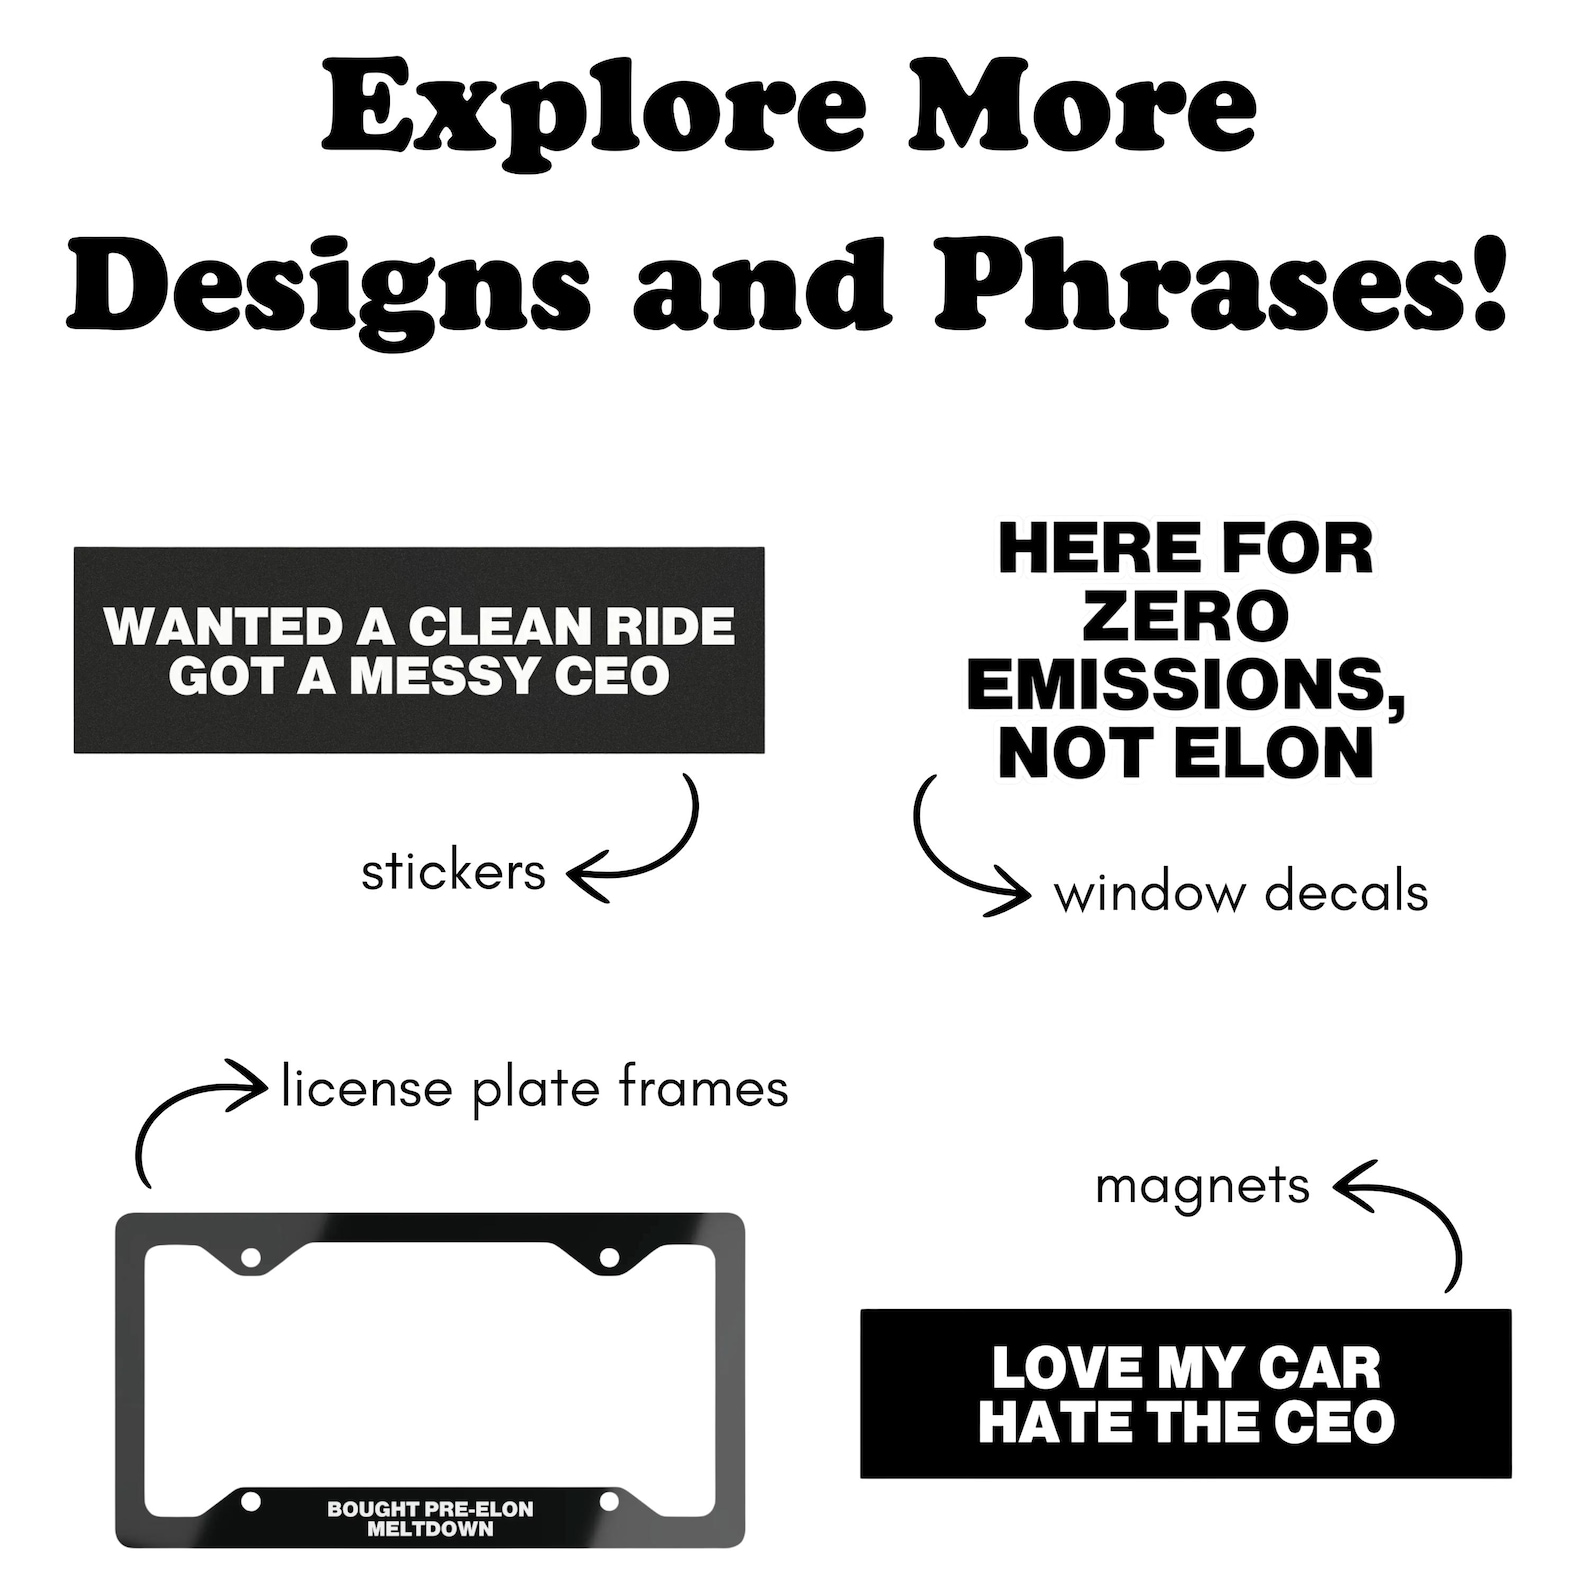 Explore More
Designs and Phrases!
WANTED A CLEAN RIDE
GOT A MESSY CEO
stickers
HERE FOR
ZERO
EMISSIONS,
NOT ELON
window decals
license plate frames
BOUGHT PRE-ELON
MELTDOWN
magnets
LOVE MY CAR
HATE THE CEO